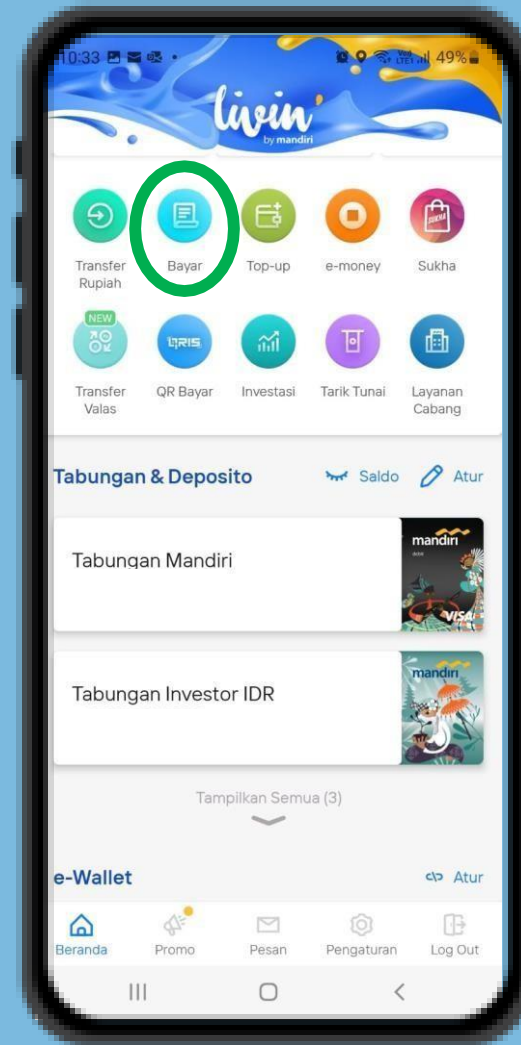 10:33
49%
livin'
by mandiri
SUKHA
Transfer Rupiah
Bayar
Top-up
e-money
Sukha
NEW
QRIS
Transfer Valas
QR Bayar
Investasi
Tarik Tunai
Layanan Cabang
Tabungan & Deposito
Saldo
Atur
Tabungan Mandiri
mandiri
VISA
Tabungan Investor IDR
mandiri
Tampilkan Semua (3)
e-Wallet
Atur
Beranda
Promo
Pesan
Pengaturan
Log Out